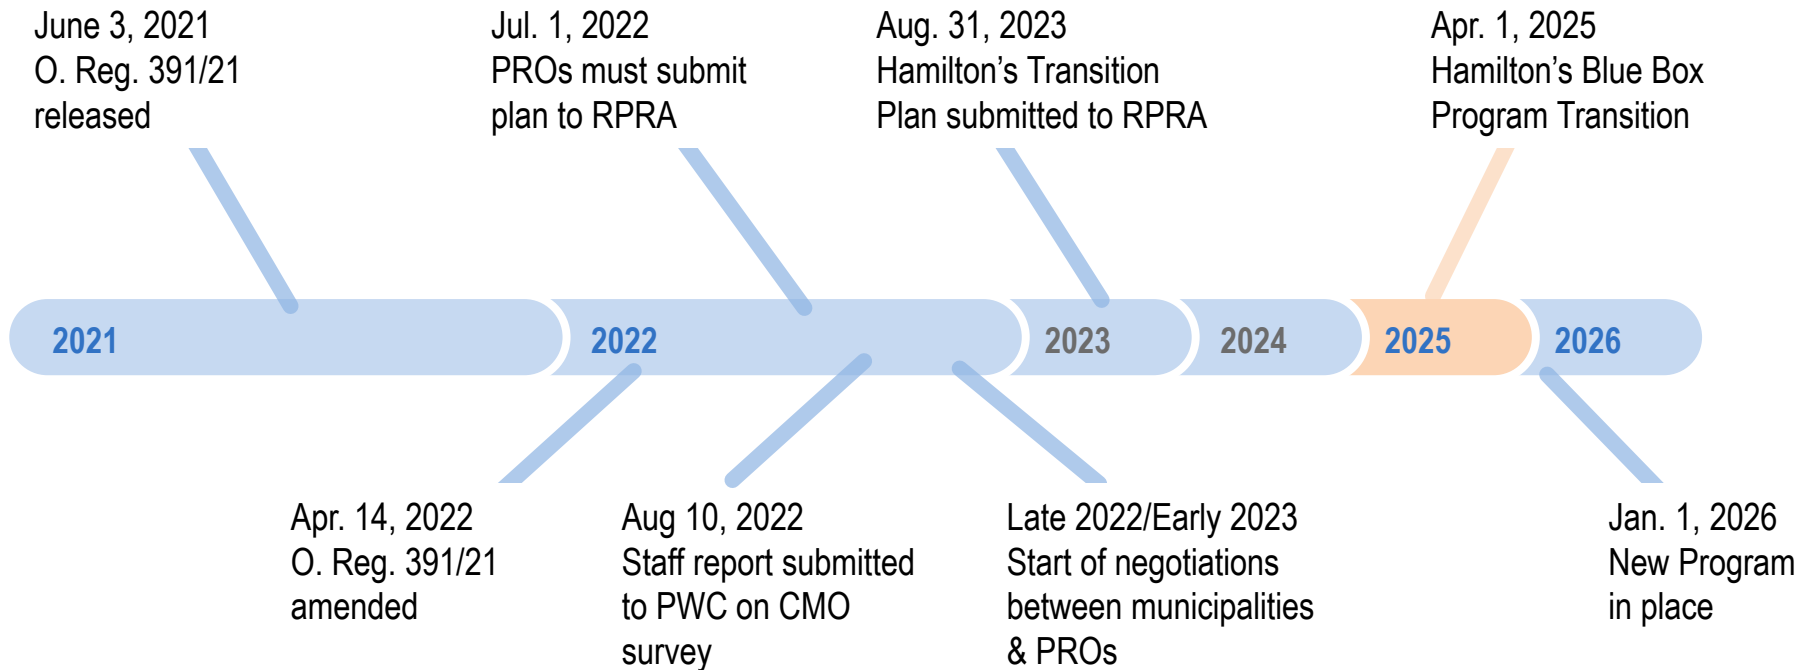 June 3, 2021
O. Reg. 391/21
released
Jul. 1, 2022
PROs must submit
plan to RPRA
Aug. 31, 2023
Hamilton's Transition
Plan submitted to RPRA
Apr. 1, 2025
Hamilton's Blue Box
Program Transition
2021
2022
2023
2024
2025
2026
Apr. 14, 2022
O. Reg. 391/21
amended
Aug 10, 2022
Staff report submitted
to PWC on CMO
survey
Late 2022/Early 2023
Start of negotiations
between municipalities
& PROs
Jan. 1, 2026
New Program
in place